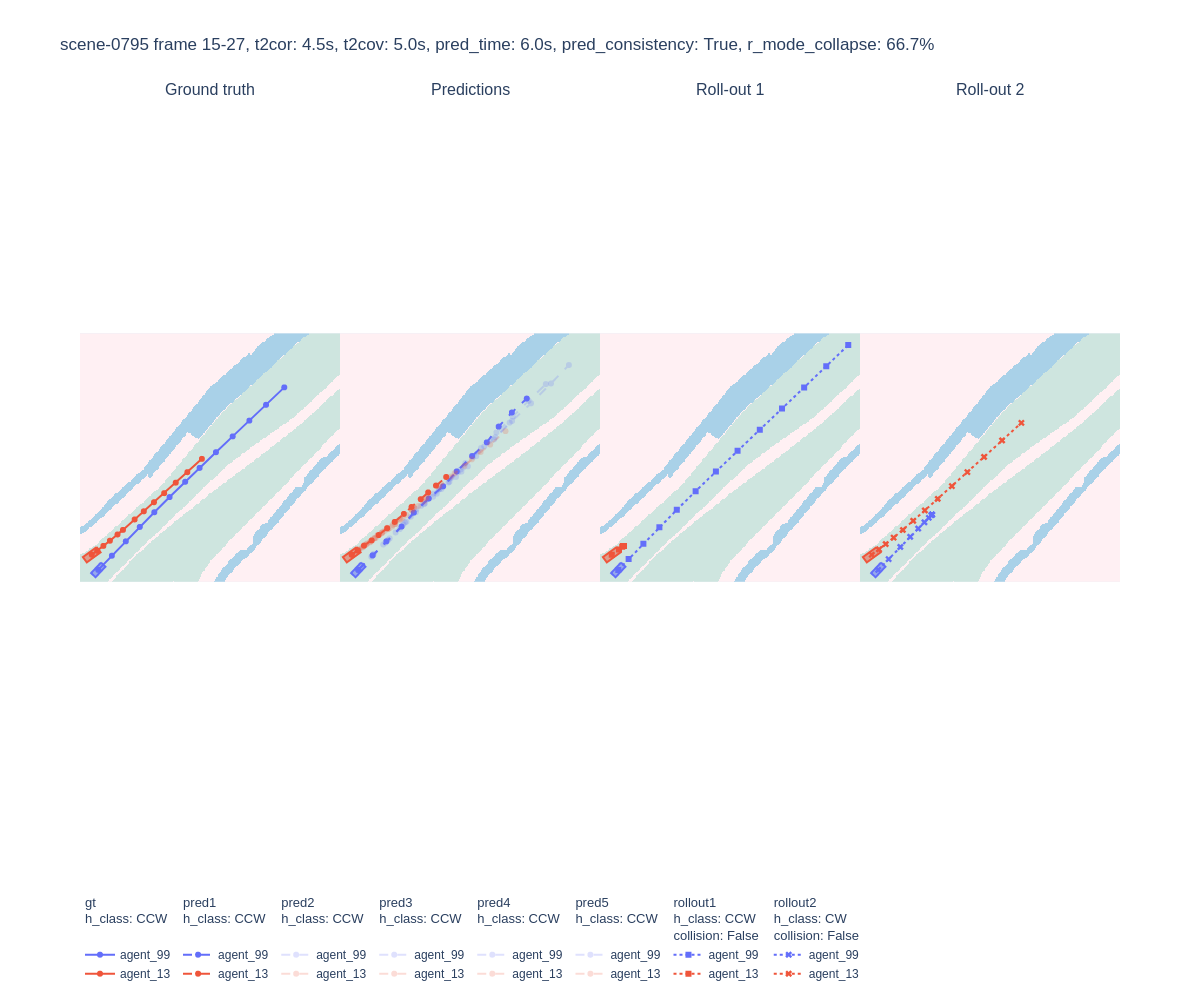 scene-0795 frame 15-27, t2cor: 4.5s, t2cov: 5.0s, pred_time: 6.0s, pred_consistency: True, r_mode_collapse: 66.7%
Ground truth
Predictions
Roll-out 1
Roll-out 2
gt
h_class: CCW
agent_99
agent_13
pred1
h_class: CCW
agent_99
agent_13
pred2
h_class: CCW
agent_99
agent_13
pred3
h_class: CCW
agent_99
agent_13
pred4
h_class: CCW
agent_99
agent_13
pred5
h_class: CCW
agent_99
agent_13
rollout1
h_class: CCW
collision: False
agent_99
agent_13
rollout2
h_class: CW
collision: False
agent_99
agent_13